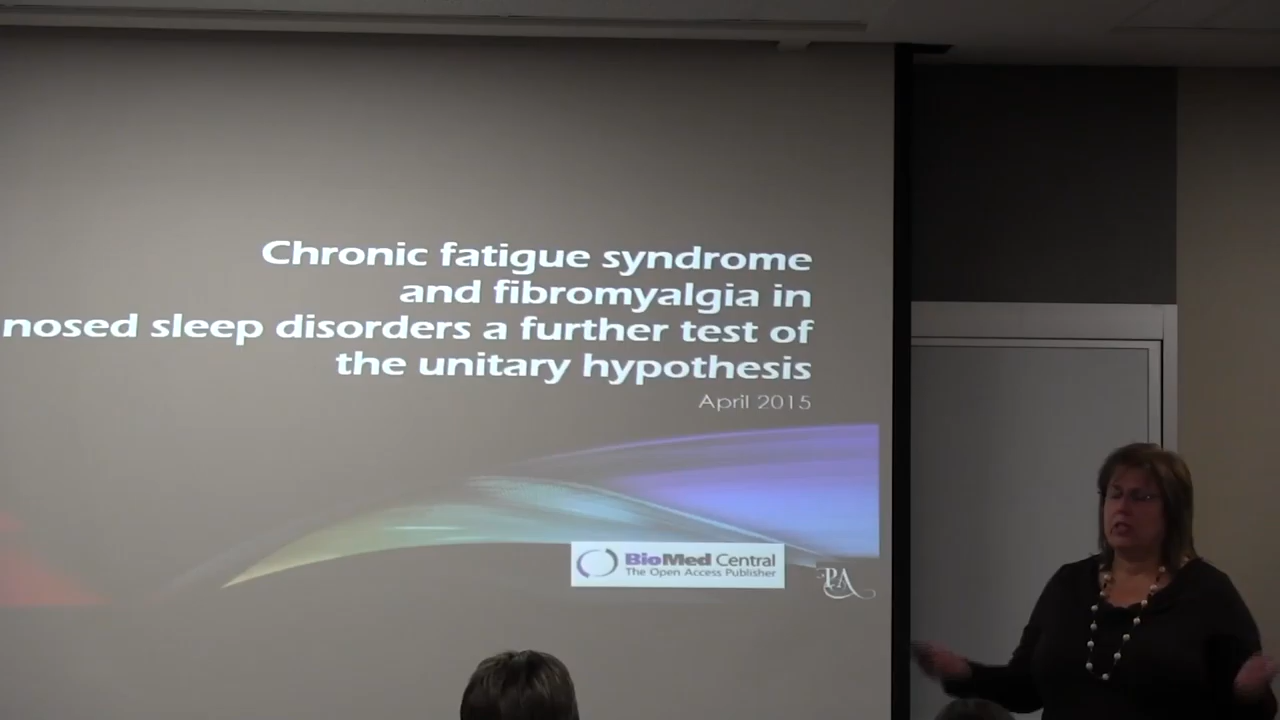 Chronic fatigue syndrome
and fibromyalgia in
nosed sleep disorders a further test of
the unitary hypothesis
April 2015
BioMed Central
The Open Access Publisher
PA